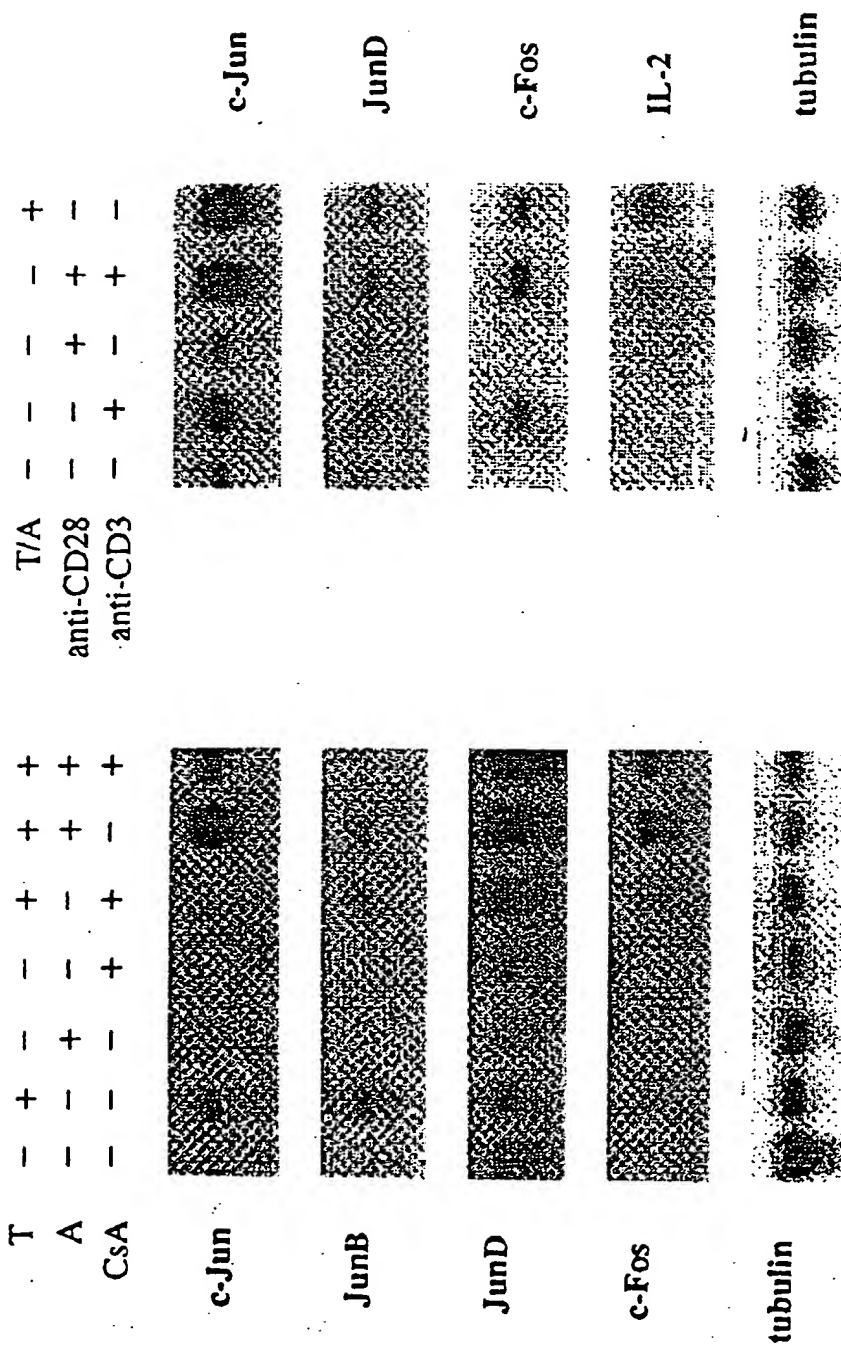 T − + − − + + +
A − − + − − + +
CsA − − − + + − +
c-Jun
JunB
JunD
c-Fos
tubulin
T/A − − − − +
anti-CD28 − − + + −
anti-CD3 − + − + −
c-Jun
JunD
c-Fos
IL-2
tubulin